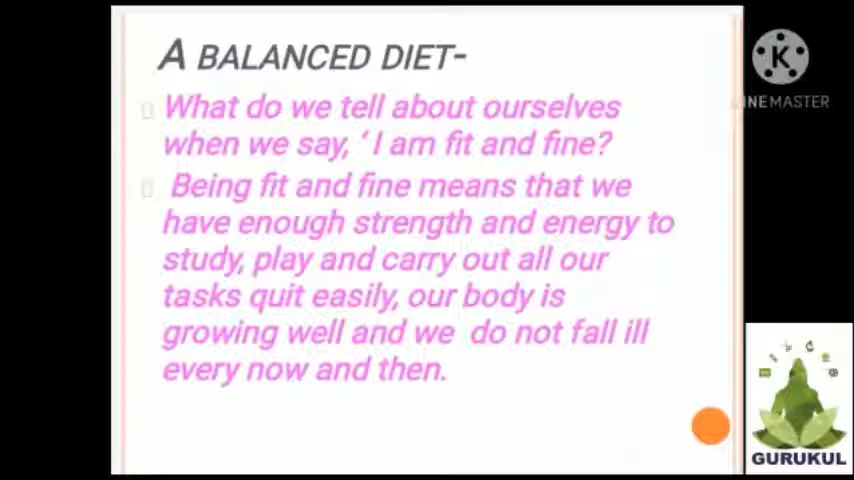 A BALANCED DIET-
What do we tell about ourselves
when we say, ‘ I am fit and fine?
Being fit and fine means that we
have enough strength and energy to
study, play and carry out all our
tasks quit easily, our body is
growing well and we do not fall ill
every now and then.
K
INEMASTER
GURUKUL